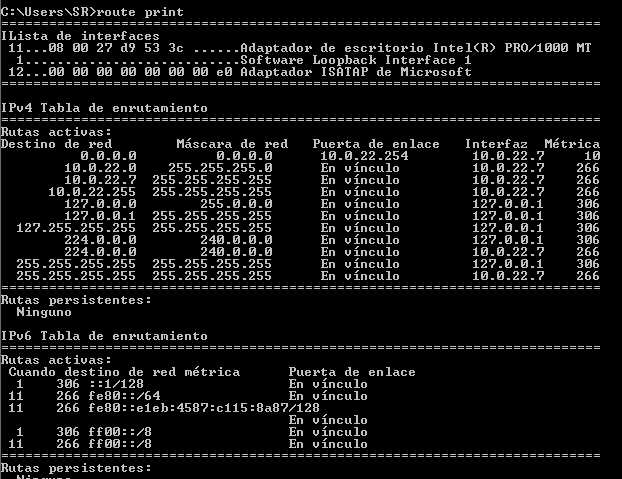 C:\Users\SR>route print
===========================================================================
ILista de interfaces
 11...08 00 27 d9 53 3c ......Adaptador de escritorio Intel(R) PRO/1000 MT
  1...........................Software Loopback Interface 1
 12...00 00 00 00 00 00 00 e0 Adaptador ISATAP de Microsoft
===========================================================================
IPv4 Tabla de enrutamiento
===========================================================================
Rutas activas:
Destino de red        Máscara de red   Puerta de enlace   Interfaz  Métrica
          0.0.0.0          0.0.0.0      10.0.22.254        10.0.22.7     10
        10.0.22.0    255.255.255.0      En vínculo         10.0.22.7    266
        10.0.22.7  255.255.255.255      En vínculo         10.0.22.7    266
      10.0.22.255  255.255.255.255      En vínculo         10.0.22.7    266
        127.0.0.0        255.0.0.0      En vínculo         127.0.0.1    306
        127.0.0.1  255.255.255.255      En vínculo         127.0.0.1    306
  127.255.255.255  255.255.255.255      En vínculo         127.0.0.1    306
        224.0.0.0        240.0.0.0      En vínculo         127.0.0.1    306
        224.0.0.0        240.0.0.0      En vínculo         10.0.22.7    266
  255.255.255.255  255.255.255.255      En vínculo         127.0.0.1    306
  255.255.255.255  255.255.255.255      En vínculo         10.0.22.7    266
===========================================================================
Rutas persistentes:
  Ninguno
IPv6 Tabla de enrutamiento
===========================================================================
Rutas activas:
 Cuando destino de red métrica      Puerta de enlace
  1    306 ::1/128                  En vínculo
 11    266 fe80::/64                En vínculo
 11    266 fe80::e1eb:4587:c115:8a87/128
                                    En vínculo
  1    306 ff00::/8                 En vínculo
 11    266 ff00::/8                 En vínculo
===========================================================================
Rutas persistentes:
  Ninguno